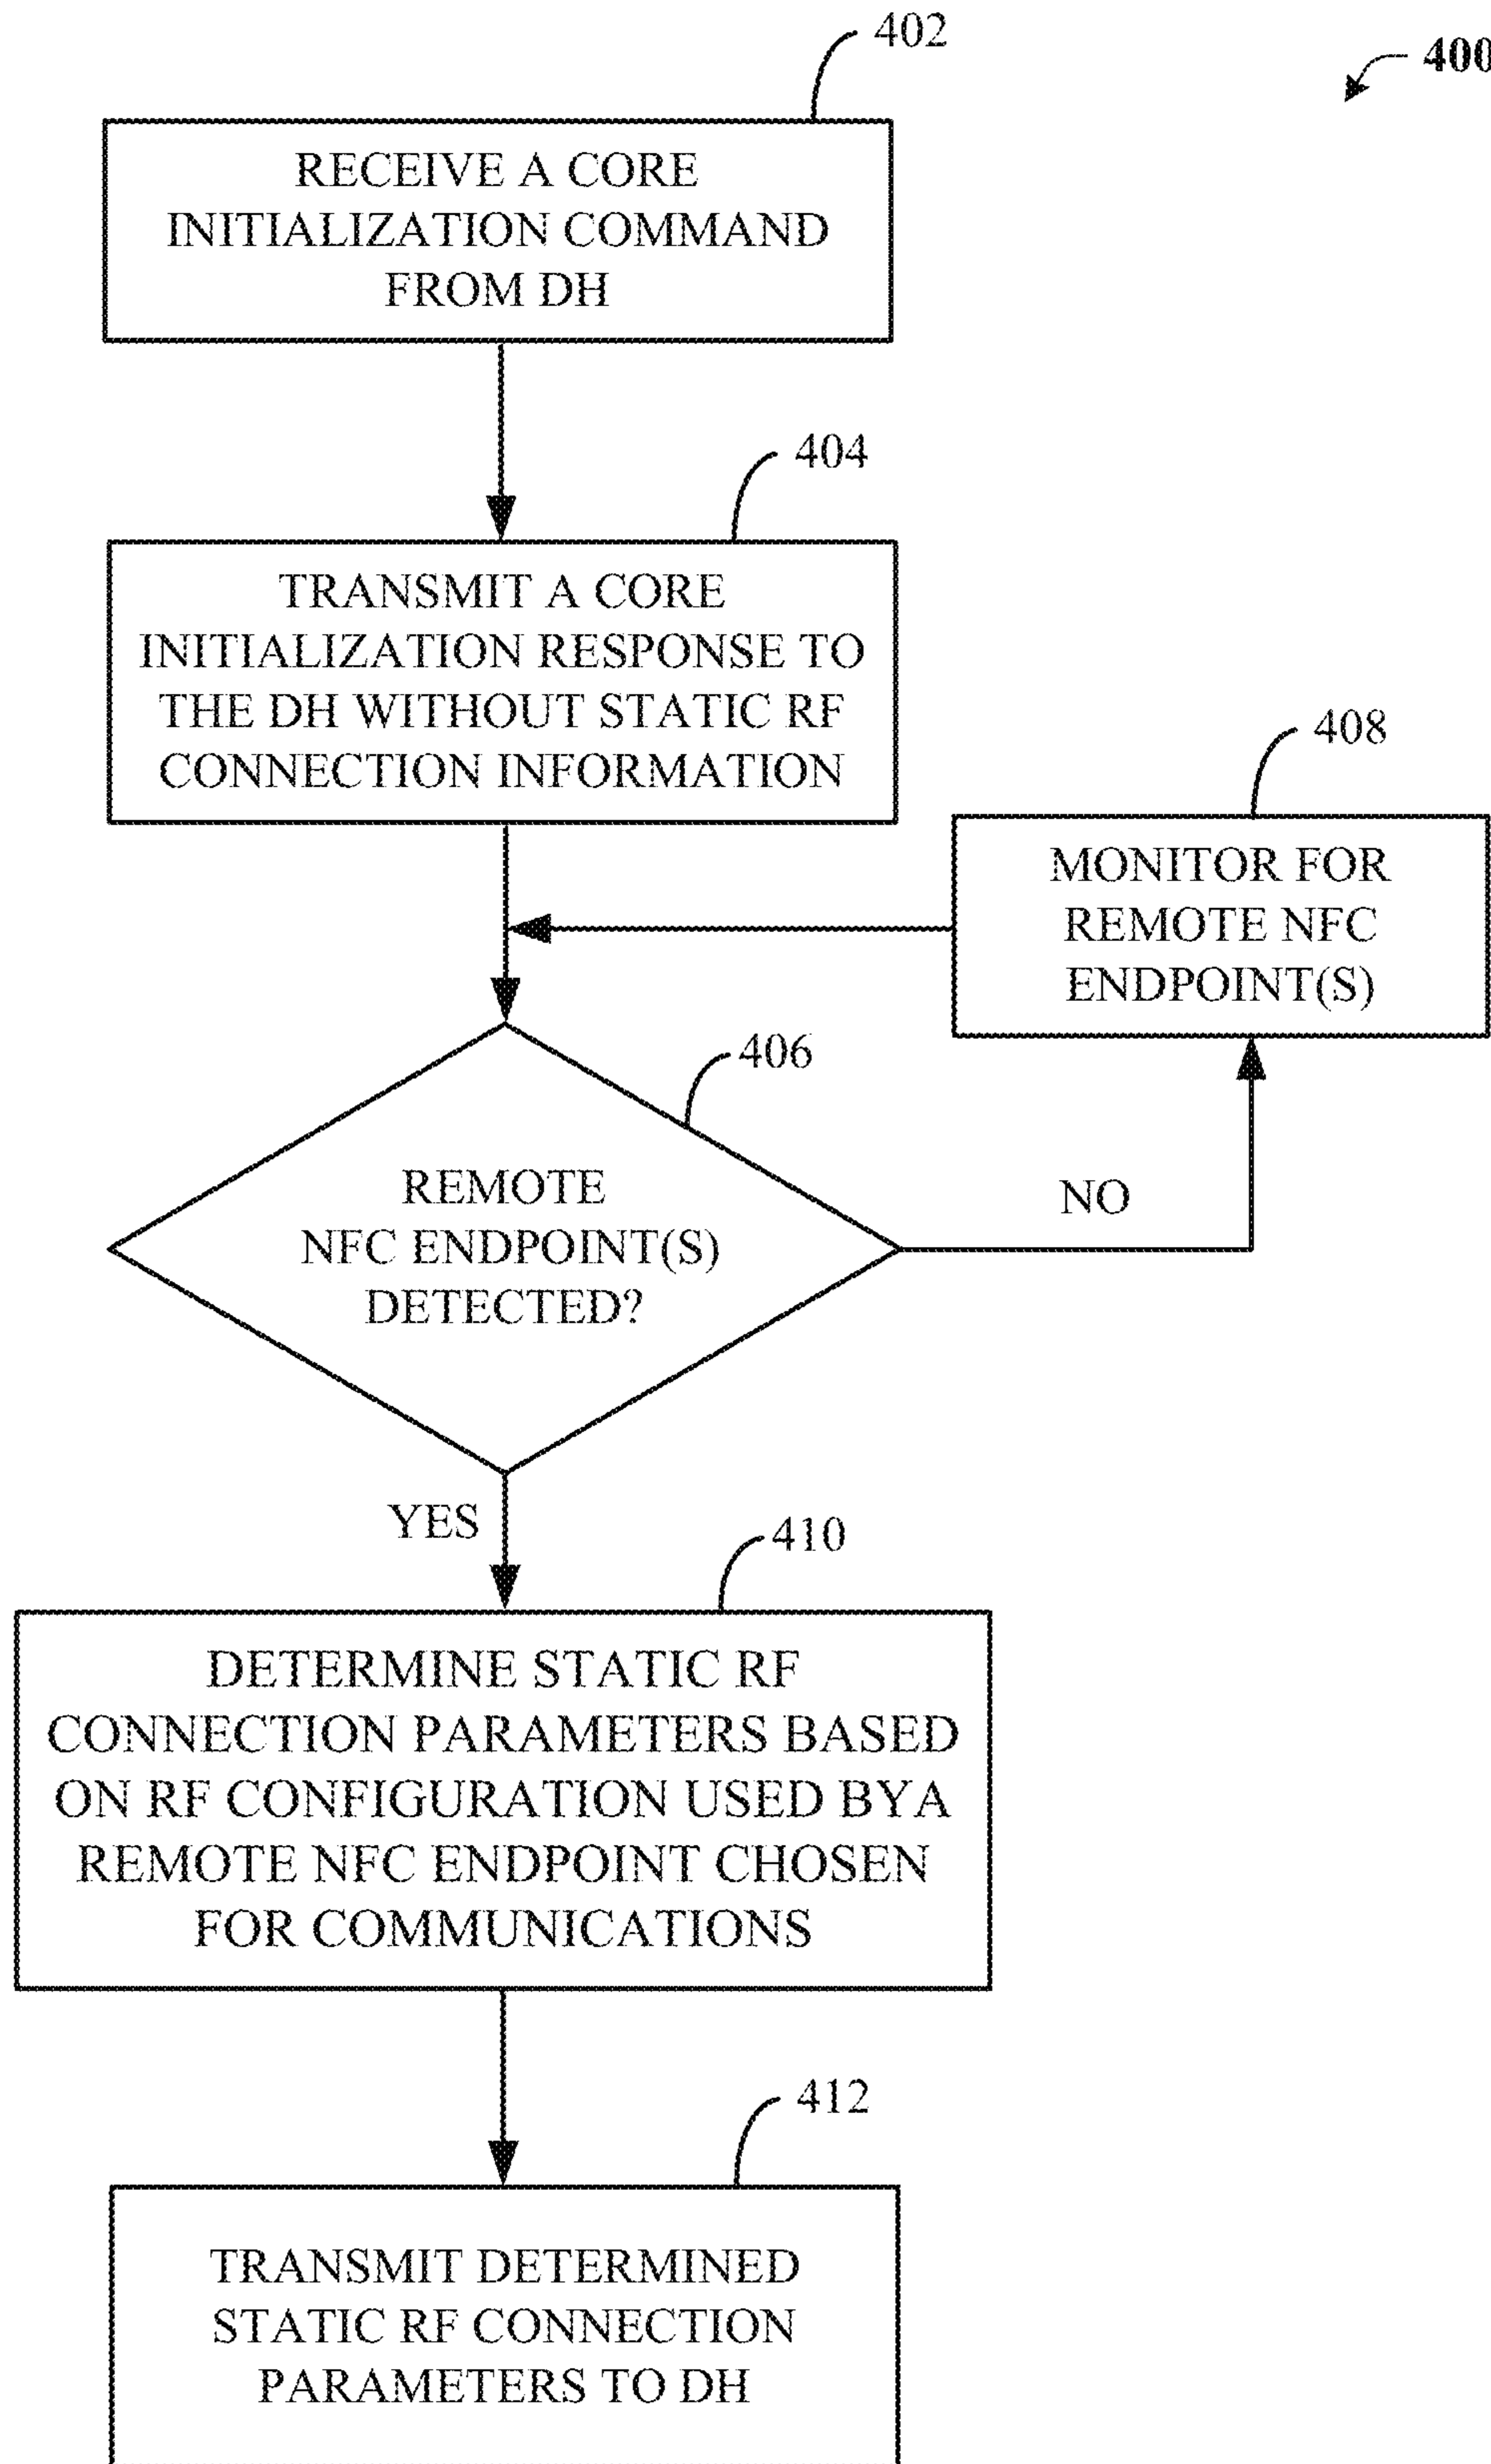 402
400
RECEIVE A CORE
INITIALIZATION COMMAND
FROM DH
404
TRANSMIT A CORE
INITIALIZATION RESPONSE TO
THE DH WITHOUT STATIC RF
CONNECTION INFORMATION
408
MONITOR FOR
REMOTE NFC
ENDPOINT(S)
406
REMOTE
NFC ENDPOINT(S)
DETECTED?
NO
YES
410
DETERMINE STATIC RF
CONNECTION PARAMETERS BASED
ON RF CONFIGURATION USED BYA
REMOTE NFC ENDPOINT CHOSEN
FOR COMMUNICATIONS
412
TRANSMIT DETERMINED
STATIC RF CONNECTION
PARAMETERS TO DH